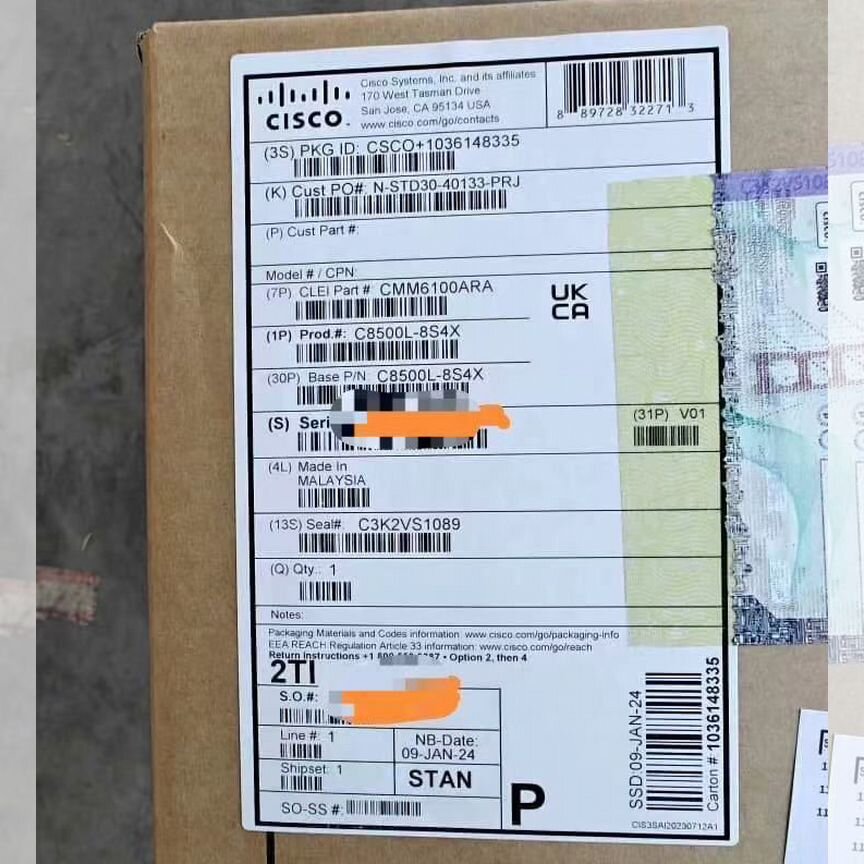 CISCO
Cisco Systems, Inc. and its affiliates
170 West Tasman Drive
San Jose, CA 95134 USA
www.cisco.com/go/contacts
8 89728 32271 3
(3S) PKG ID: CSCO+1036148335
(K) Cust PO#: N-STD30-40133-PRJ
(P) Cust Part #:
Model # / CPN:
(7P) CLEI Part #: CMM6100ARA
UK
CA
(1P) Prod.#: C8500L-8S4X
(30P) Base P/N: C8500L-8S4X
(S) Seri
(31P) V01
(4L) Made In
MALAYSIA
(13S) Seal#: C3K2VS1089
(Q) Qty.: 1
Notes:
Packaging Materials and Codes information: www.cisco.com/go/packaging-info
EEA REACH Regulation Article 33 information: www.cisco.com/go/reach
Return Instructions +1 • Option 2, then 4
2TI
S.O.#:
Line #: 1
NB-Date:
09-JAN-24
Shipset: 1
STAN
SO-SS #:
P
SSD:09-JAN-24
Carton #: 1036148335
CIS3SAI20230712A1